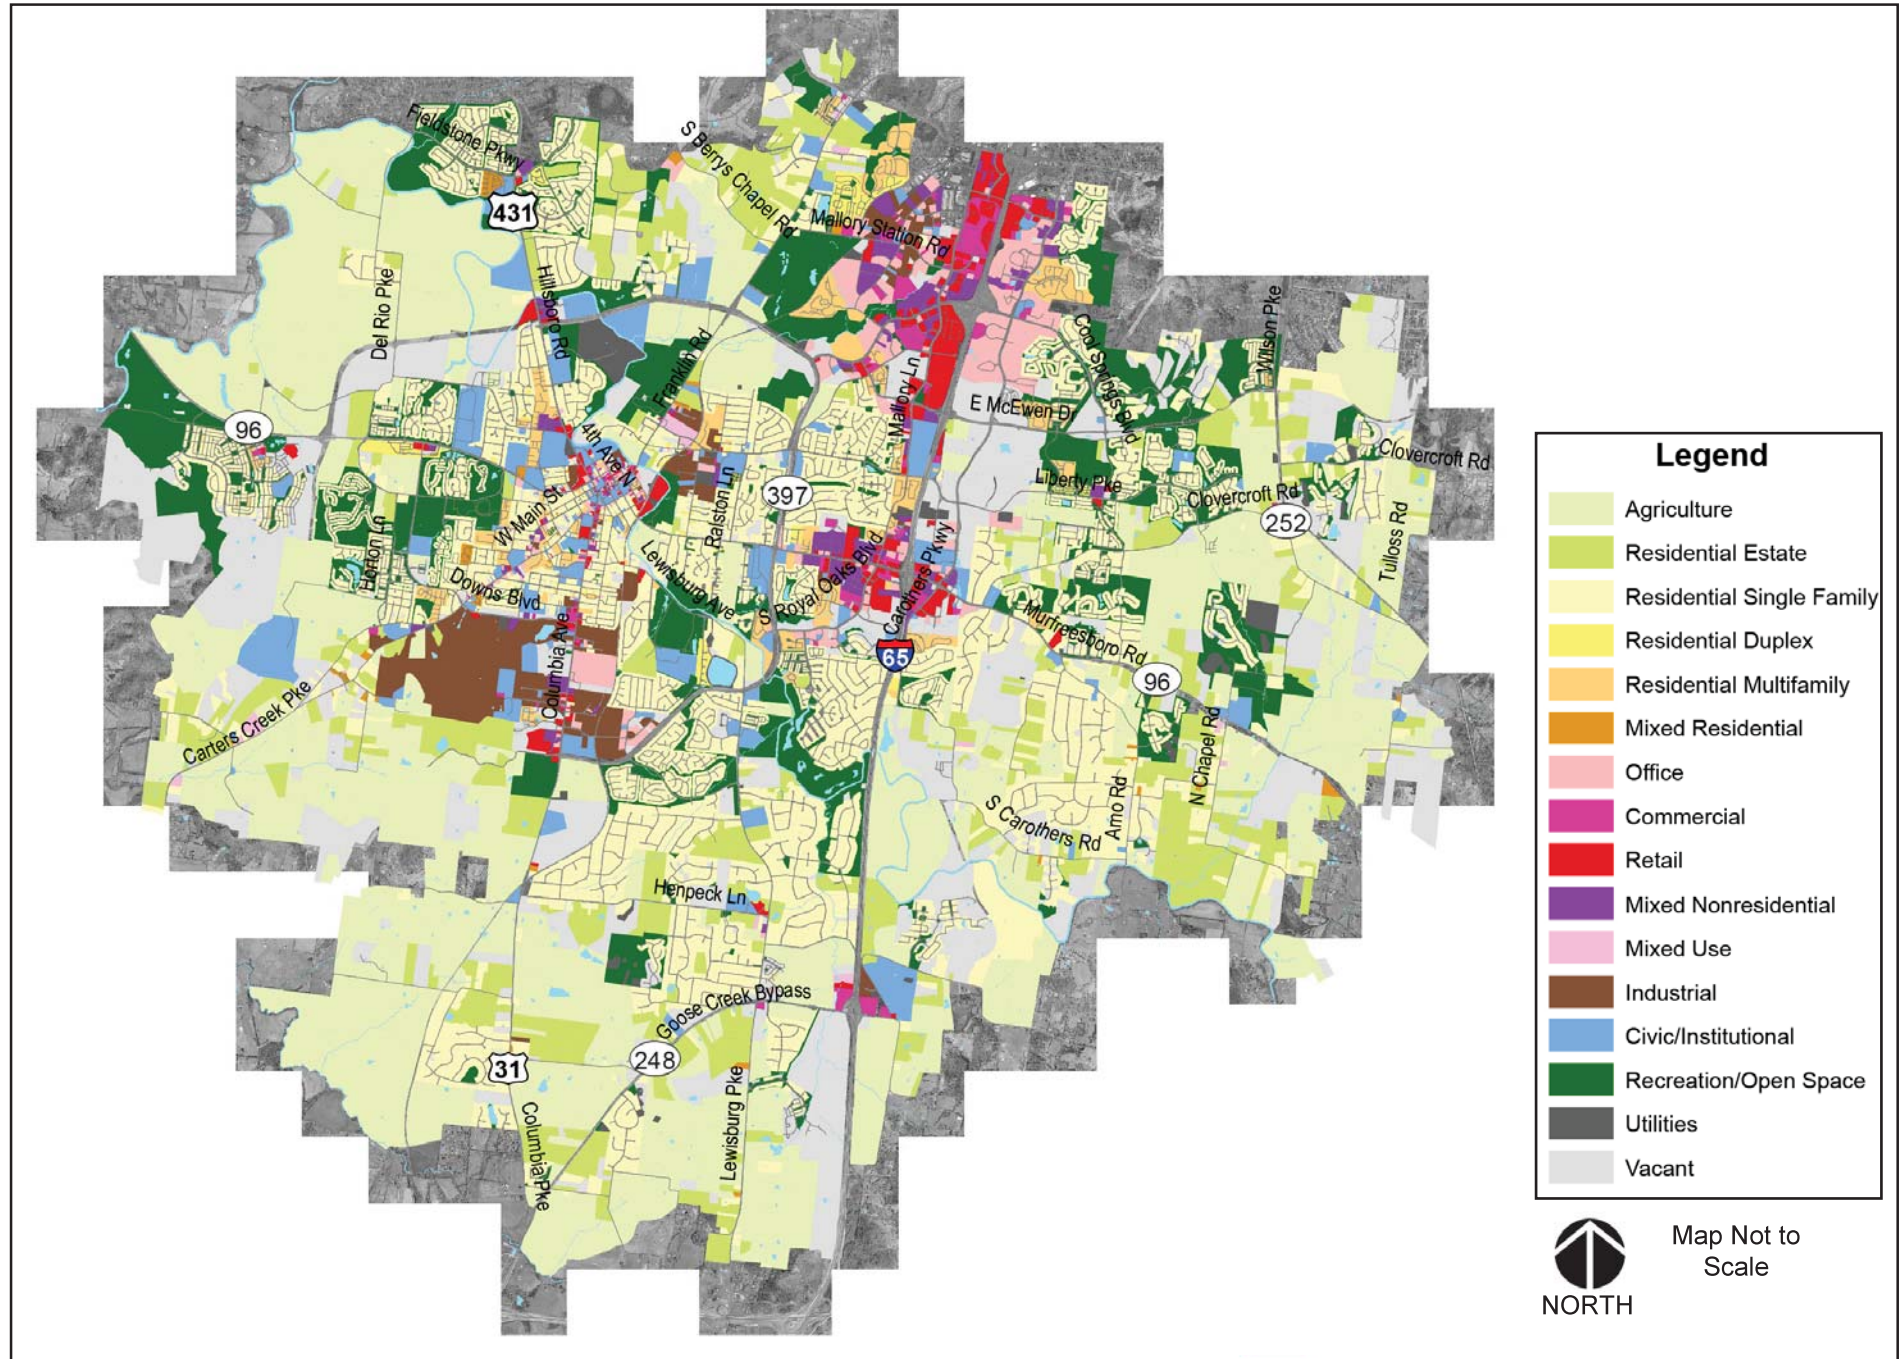 Fieldstone Pkwy
S Berrys Chapel Rd
431
Mallory Station Rd
Hillsboro Rd
Del Rio Pke
Franklin Rd
Cool Springs Blvd
Wilson Pke
Mallory Ln
E McEwen Dr
96
4th Ave N
Clovercroft Rd
Liberty Pke
Ralston Ln
397
Clovercroft Rd
252
W Main St
Horton Ln
Tulloss Rd
Lewisburg Ave
S Royal Oaks Blvd
Carothers Pkwy
Downs Blvd
Murfreesboro Rd
65
Columbia Ave
96
Carters Creek Pke
N Chapel Rd
Arno Rd
S Carothers Rd
Henpeck Ln
Goose Creek Bypass
31
248
Lewisburg Pke
Columbia Pke
Legend
Agriculture
Residential Estate
Residential Single Family
Residential Duplex
Residential Multifamily
Mixed Residential
Office
Commercial
Retail
Mixed Nonresidential
Mixed Use
Industrial
Civic/Institutional
Recreation/Open Space
Utilities
Vacant
Map Not to
Scale
NORTH